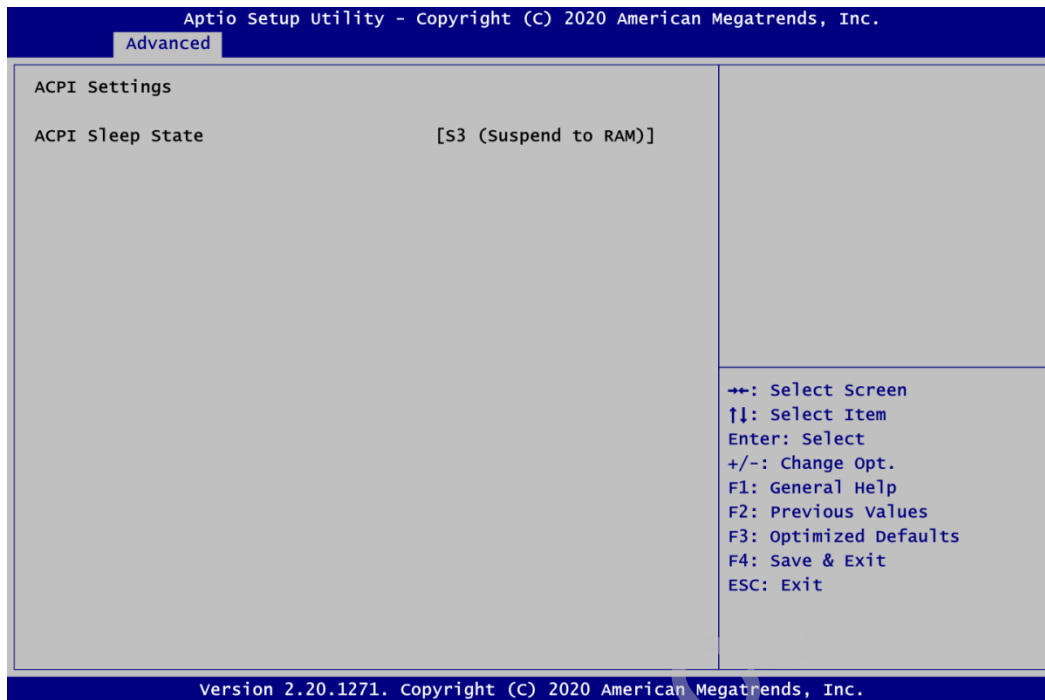 Aptio Setup Utility - Copyright (C) 2020 American Megatrends, Inc.
Advanced
ACPI Settings
ACPI Sleep State [S3 (Suspend to RAM)]
→←: Select Screen
↑↓: Select Item
Enter: Select
+/-: Change Opt.
F1: General Help
F2: Previous Values
F3: Optimized Defaults
F4: Save & Exit
ESC: Exit
Version 2.20.1271. Copyright (C) 2020 American Megatrends, Inc.